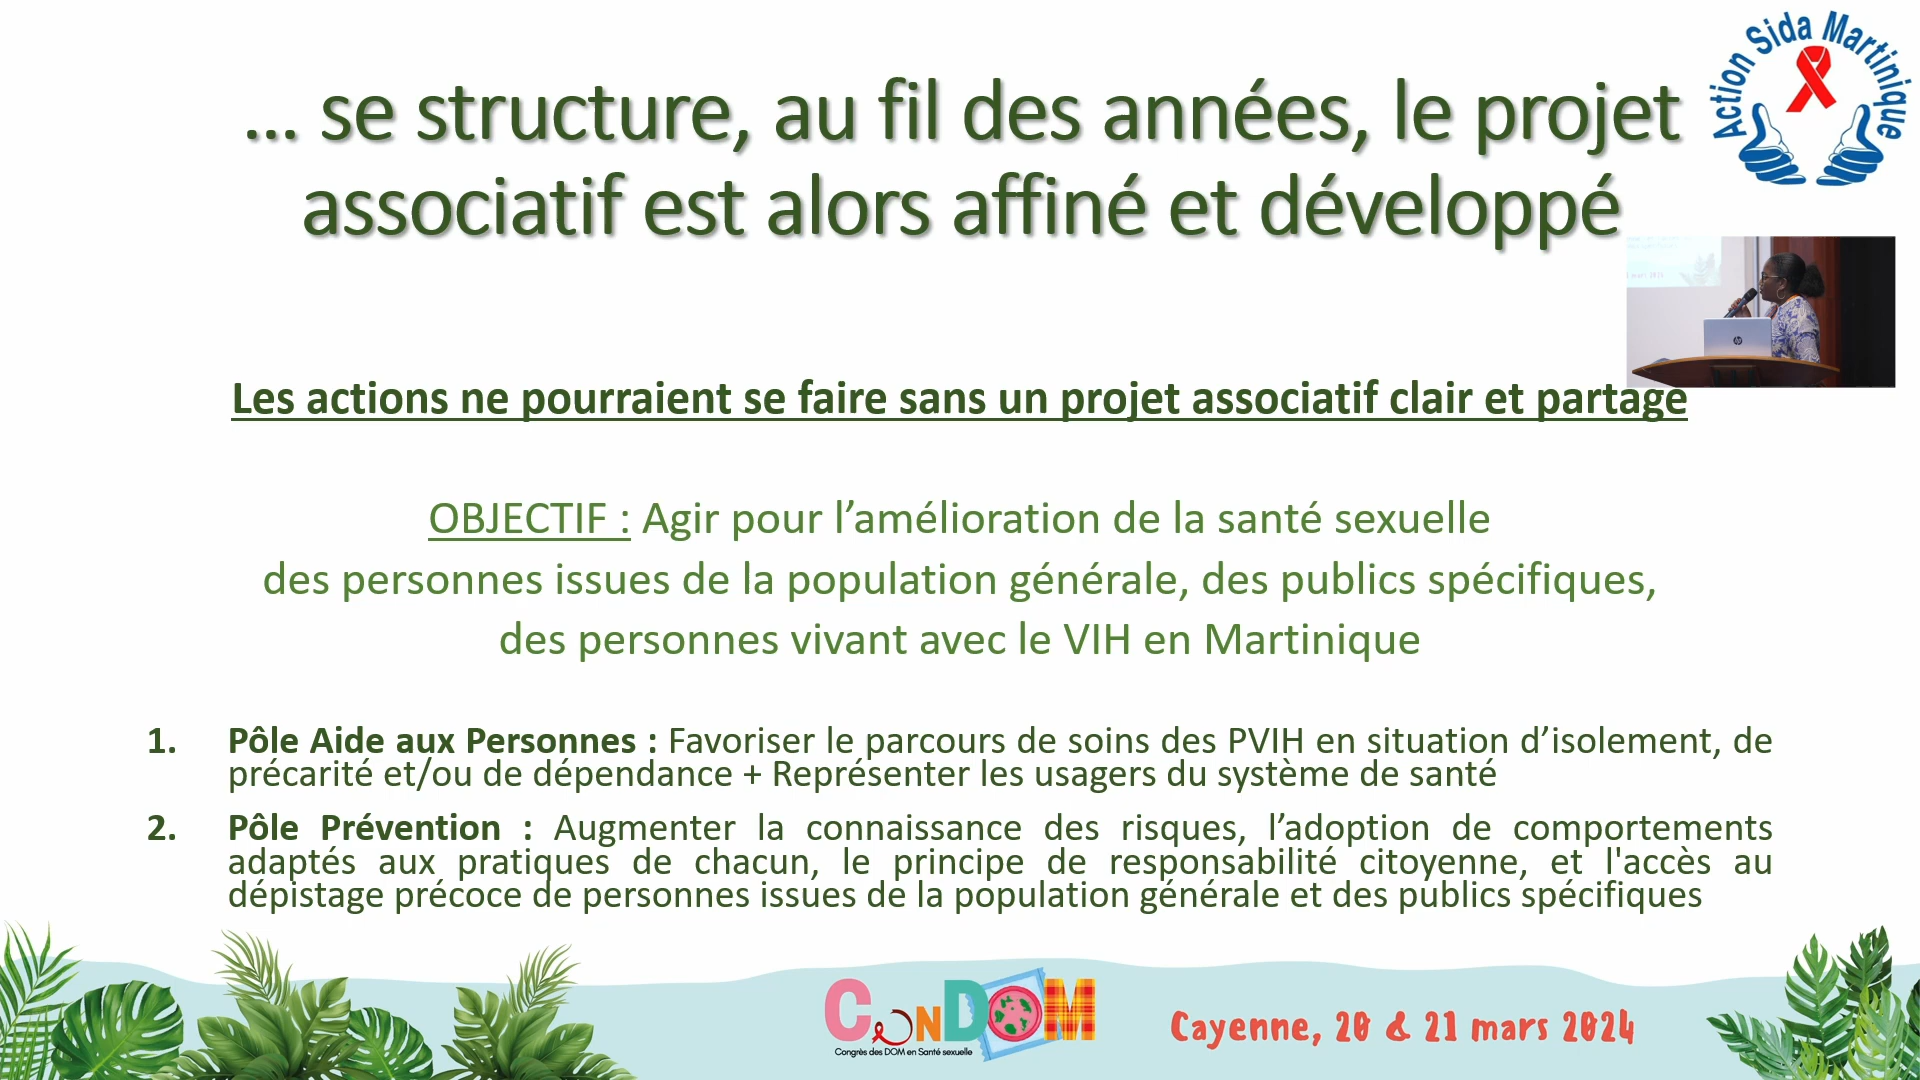 Action Sida Martinique
… se structure, au fil des années, le projet
associatif est alors affiné et développé
Les actions ne pourraient se faire sans un projet associatif clair et partagé
OBJECTIF : Agir pour l’amélioration de la santé sexuelle
des personnes issues de la population générale, des publics spécifiques,
des personnes vivant avec le VIH en Martinique
1. Pôle Aide aux Personnes : Favoriser le parcours de soins des PVIH en situation d’isolement, de
précarité et/ou de dépendance + Représenter les usagers du système de santé
2. Pôle Prévention : Augmenter la connaissance des risques, l’adoption de comportements
adaptés aux pratiques de chacun, le principe de responsabilité citoyenne, et l'accès au
dépistage précoce de personnes issues de la population générale et des publics spécifiques
ConDOM
Congrès des DOM en Santé sexuelle
Cayenne, 20 & 21 mars 2024
hp